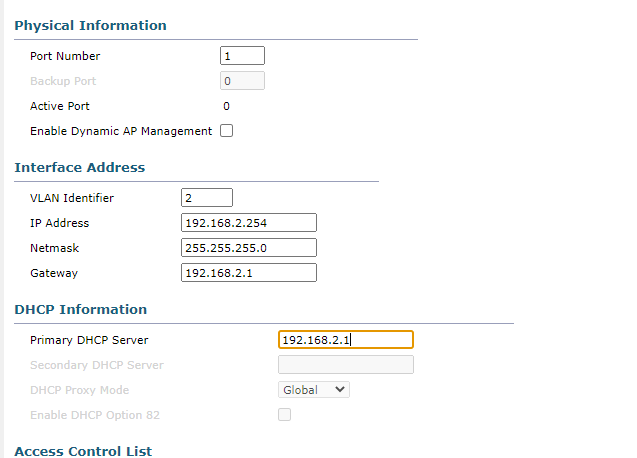 Physical Information
Port Number 1
Backup Port 0
Active Port 0
Enable Dynamic AP Management
Interface Address
VLAN Identifier 2
IP Address 192.168.2.254
Netmask 255.255.255.0
Gateway 192.168.2.1
DHCP Information
Primary DHCP Server 192.168.2.1
Secondary DHCP Server
DHCP Proxy Mode Global
Enable DHCP Option 82
Access Control List